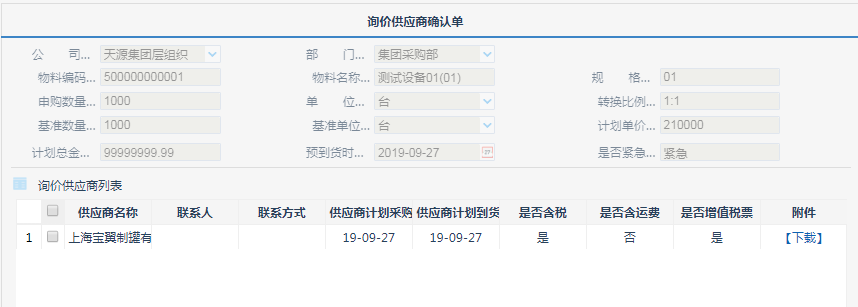 询价供应商确认单
公 司... 天源集团层组织 部 门... 集团采购部
物料编码... 500000000001 物料名称... 测试设备01(01) 规 格... 01
申购数量... 1000 单 位... 台 转换比例... 1:1
基准数量... 1000 基准单位... 台 计划单价... 210000
计划总金... 99999999.99 预到货时... 2019-09-27 是否紧急... 紧急
询价供应商列表
供应商名称 联系人 联系方式 供应商计划采购 供应商计划到货 是否含税 是否含运费 是否增值税票 附件
1 上海宝翼制罐有 19-09-27 19-09-27 是 否 是 【下载】